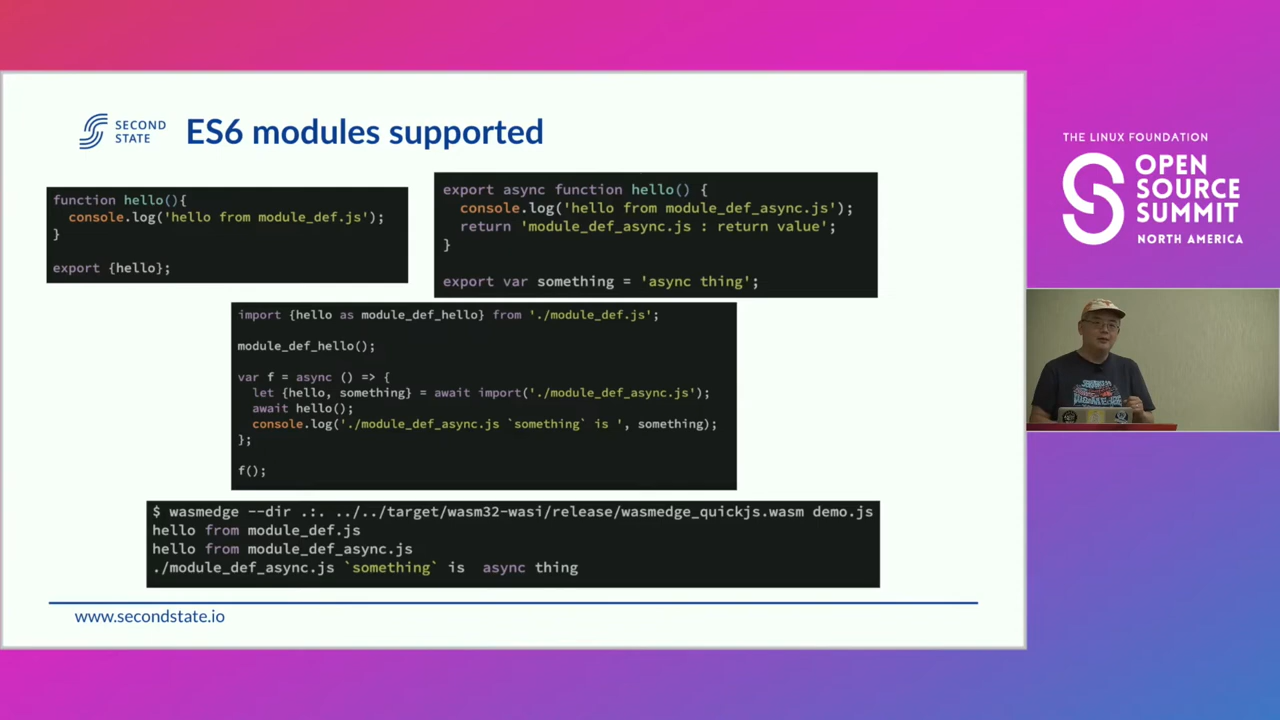 SECOND
STATE
ES6 modules supported
function hello(){
  console.log('hello from module_def.js');
}

export {hello};
export async function hello() {
  console.log('hello from module_def_async.js');
  return 'module_def_async.js : return value';
}

export var something = 'async thing';
import {hello as module_def_hello} from './module_def.js';

module_def_hello();

var f = async () => {
  let {hello, something} = await import('./module_def_async.js');
  await hello();
  console.log('./module_def_async.js `something` is ', something);
};

f();
$ wasmedge --dir .:. ../../target/wasm32-wasi/release/wasmedge_quickjs.wasm demo.js
hello from module_def.js
hello from module_def_async.js
./module_def_async.js `something` is  async thing
www.secondstate.io
THE LINUX FOUNDATION
OPEN
SOURCE
SUMMIT
NORTH AMERICA